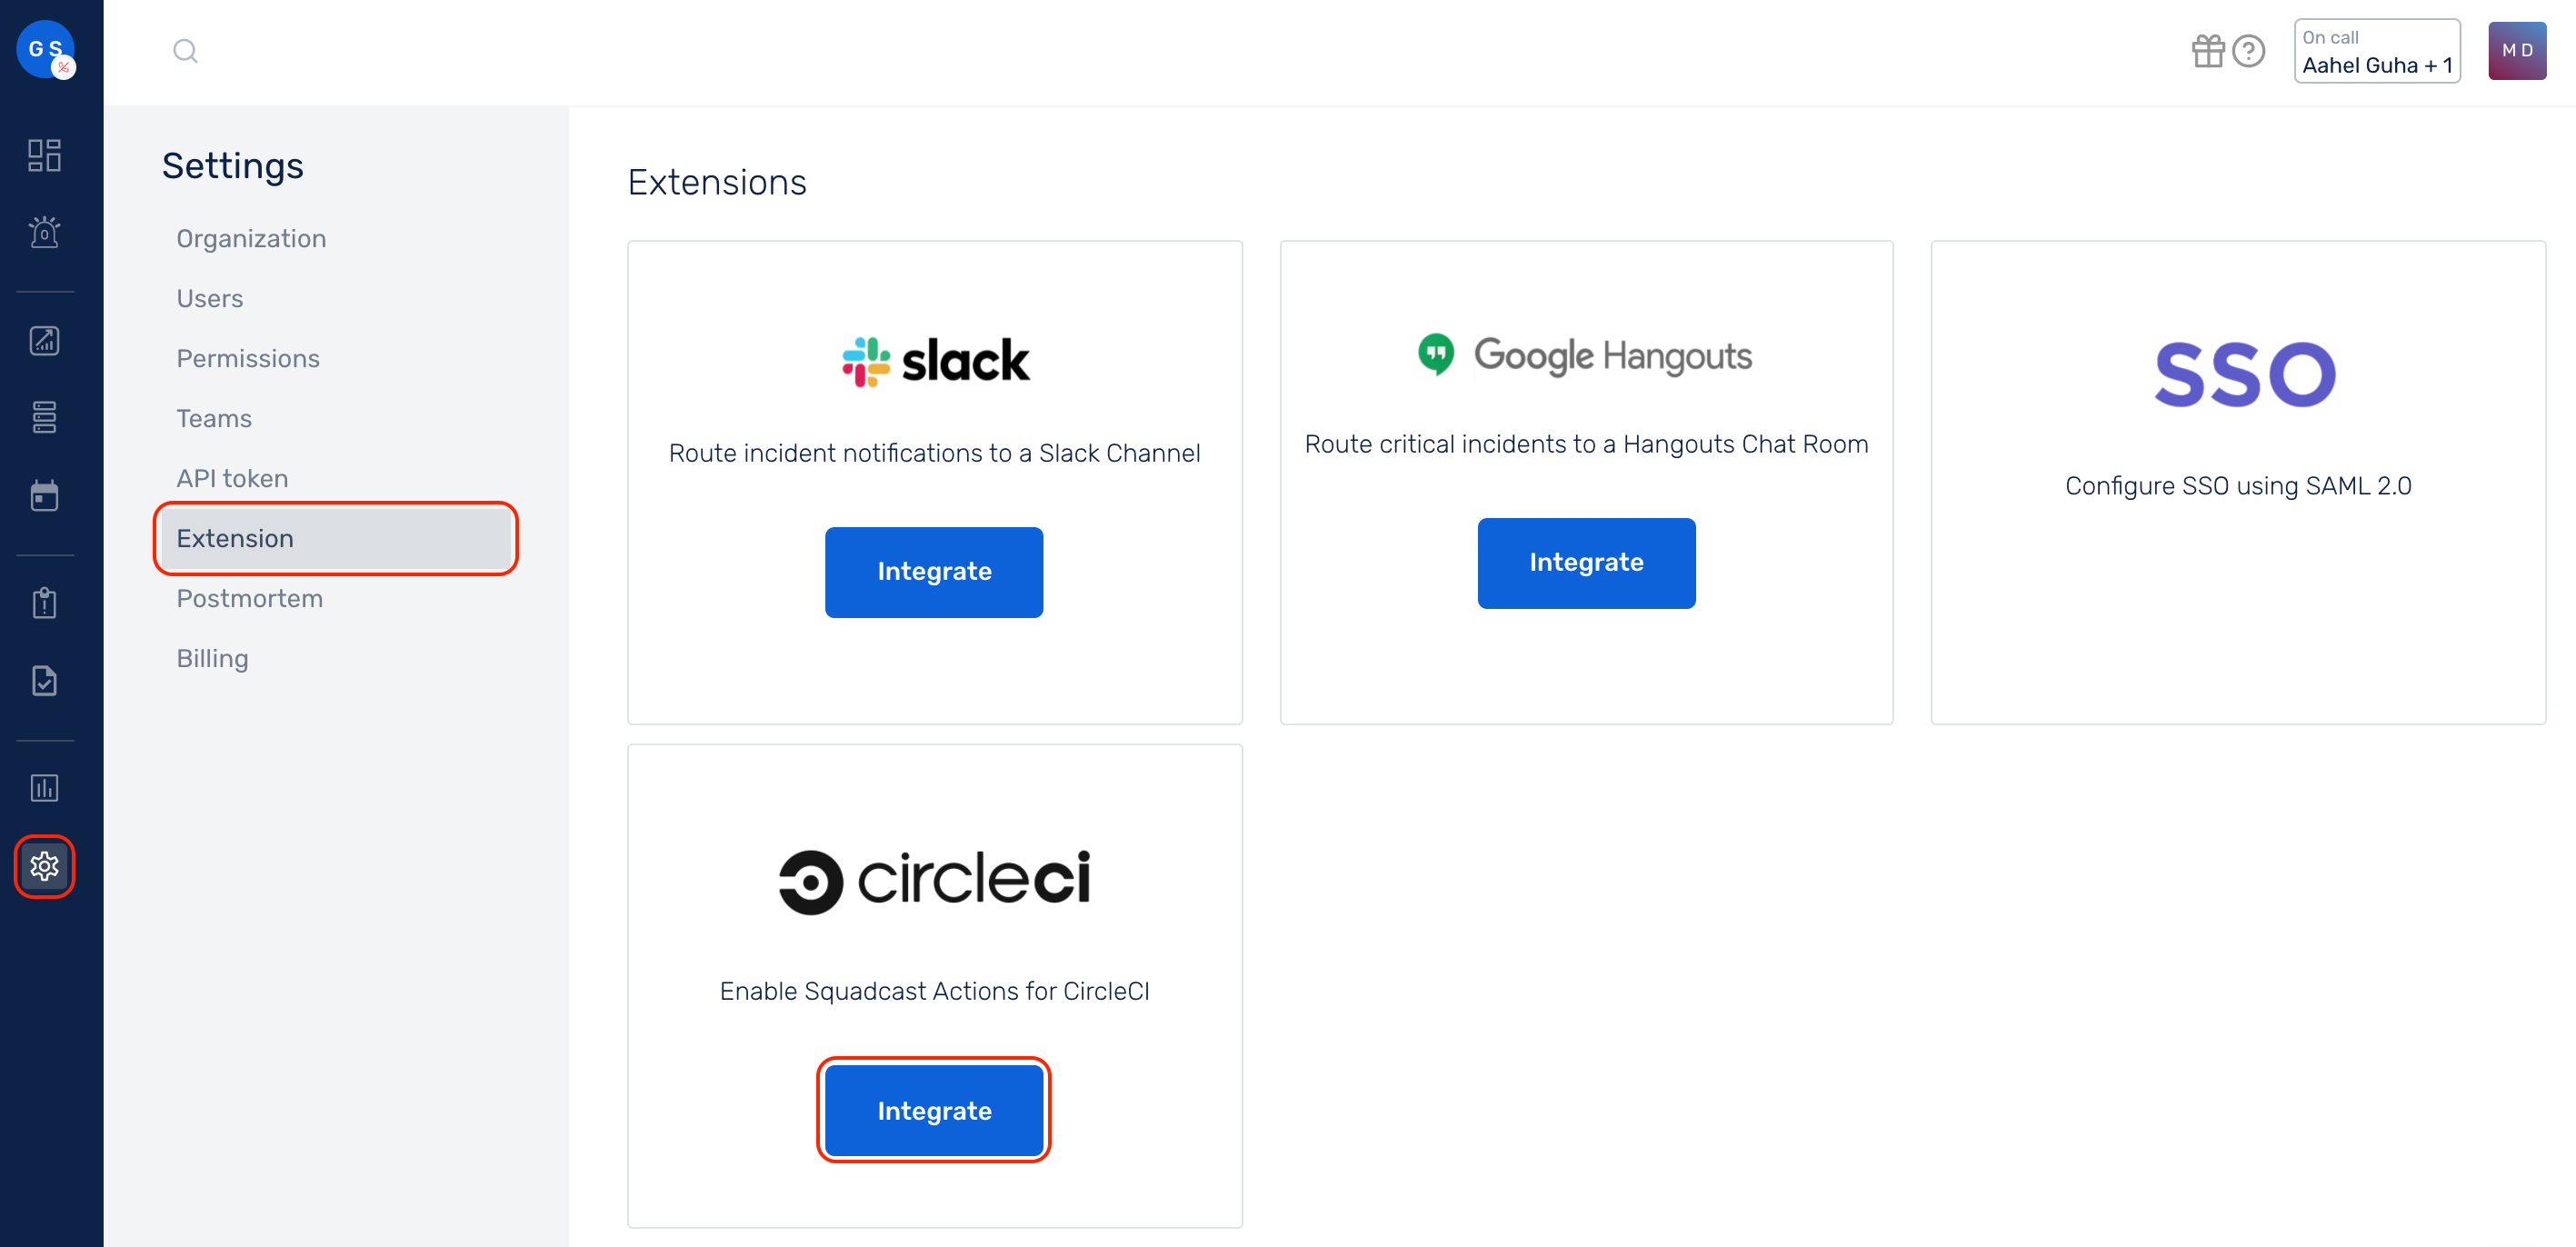 G S
On call
Aahel Guha + 1
M D
0
Settings
Organization
Users
Permissions
Teams
API token
Extension
Postmortem
Billing
Extensions
slack
Route incident notifications to a Slack Channel
Integrate
Google Hangouts
Route critical incidents to a Hangouts Chat Room
Integrate
SSO
Configure SSO using SAML 2.0
circleci
Enable Squadcast Actions for CircleCI
Integrate